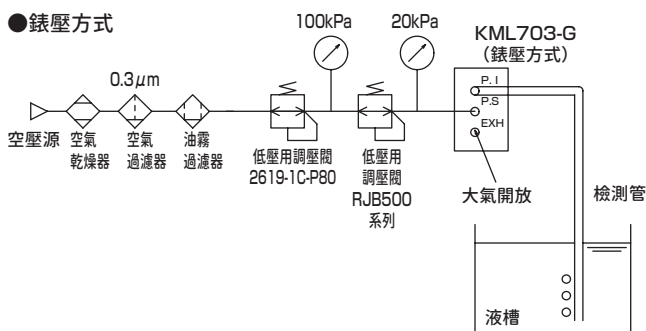 ●錶壓方式
100kPa
20kPa
KML703-G
(錶壓方式)
0.3μm
P. I
P.S
EXH
空壓源
空氣
乾燥器
空氣
過濾器
油霧
過濾器
低壓用調壓閥
2619-1C-P80
低壓用
調壓閥
RJB500
系列
大氣開放
檢測管
液槽